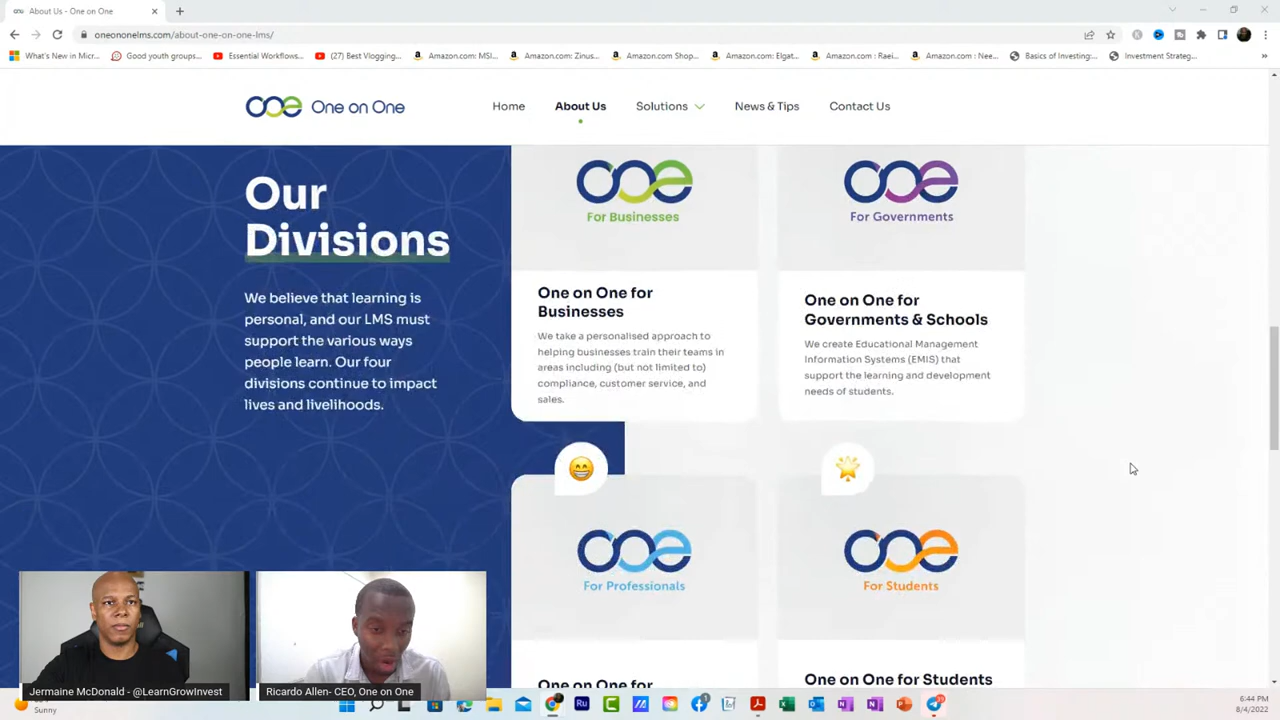 About Us - One on One
oneononelms.com/about-one-on-one-lms/
What's New in Micr...
Good youth groups...
Essential Workflows...
(27) Best Vlogging...
Amazon.com: MSI...
Amazon.com: Zinus...
Amazon.com Shop...
Amazon.com: Elgat...
Amazon.com : Raei...
Amazon.com : Nee...
Basics of Investing:...
Investment Strateg...
One on One
Home
About Us
Solutions
News & Tips
Contact Us
Our
Divisions
We believe that learning is
personal, and our LMS must
support the various ways
people learn. Our four
divisions continue to impact
lives and livelihoods.
ooe
For Businesses
One on One for
Businesses
We take a personalised approach to
helping businesses train their teams in
areas including (but not limited to)
compliance, customer service, and
sales.
ooe
For Governments
One on One for
Governments & Schools
We create Educational Management
Information Systems (EMIS) that
support the learning and development
needs of students.
ooe
For Professionals
One on One for
ooe
For Students
One on One for Students
Jermaine McDonald - @LearnGrowInvest
Ricardo Allen- CEO, One on One
Sunny
6:44 PM
8/4/2022